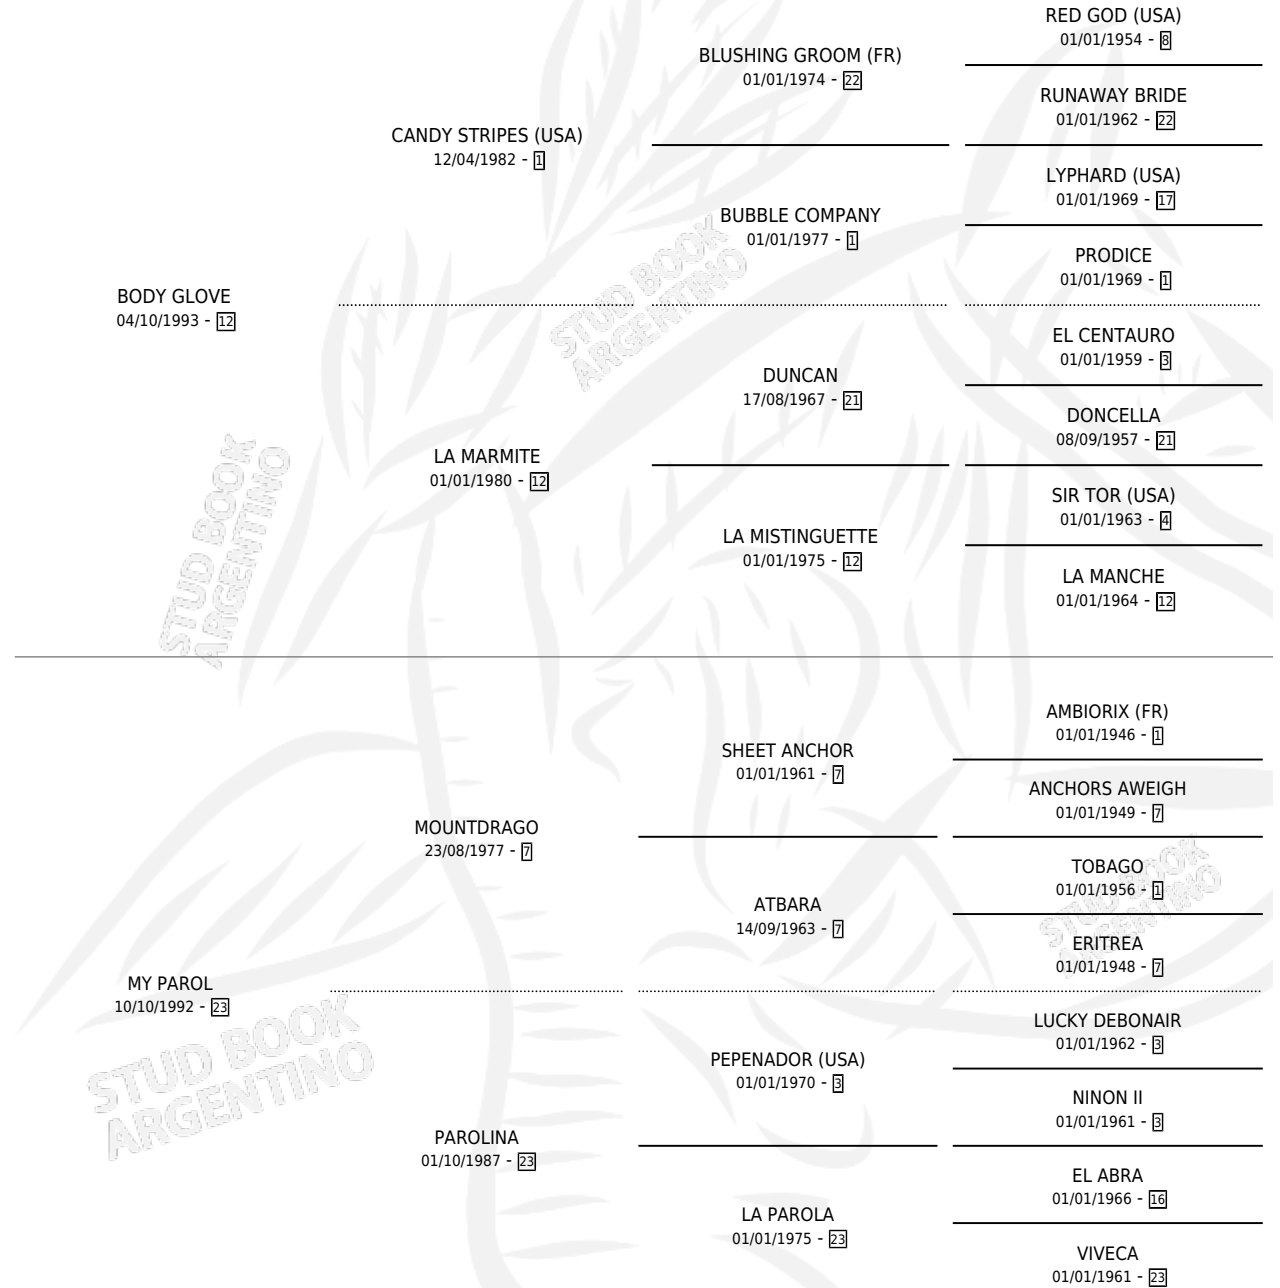 RED GOD (USA)
01/01/1954 - 8
BLUSHING GROOM (FR)
01/01/1974 - 22
RUNAWAY BRIDE
01/01/1962 - 22
CANDY STRIPES (USA)
12/04/1982 - 1
LYPHARD (USA)
01/01/1969 - 17
BUBBLE COMPANY
01/01/1977 - 1
PRODICE
01/01/1969 - 1
BODY GLOVE
04/10/1993 - 12
EL CENTAURO
01/01/1959 - 3
DUNCAN
17/08/1967 - 21
DONCELLA
08/09/1957 - 21
LA MARMITE
01/01/1980 - 12
SIR TOR (USA)
01/01/1963 - 4
LA MISTINGUETTE
01/01/1975 - 12
LA MANCHE
01/01/1964 - 12
STUD BOOK
ARGENTINO
STUD BOOK
ARGENTINO
AMBIORIX (FR)
01/01/1946 - 1
SHEET ANCHOR
01/01/1961 - 7
ANCHORS AWEIGH
01/01/1949 - 7
MOUNTDRAGO
23/08/1977 - 7
TOBAGO
01/01/1956 - 1
ATBARA
14/09/1963 - 7
ERITREA
01/01/1948 - 7
MY PAROL
10/10/1992 - 23
LUCKY DEBONAIR
01/01/1962 - 3
PEPENADOR (USA)
01/01/1970 - 3
NINON II
01/01/1961 - 3
PAROLINA
01/10/1987 - 23
EL ABRA
01/01/1966 - 16
LA PAROLA
01/01/1975 - 23
VIVECA
01/01/1961 - 23
STUD BOOK
ARGENTINO
STUD BOOK
ARGENTINO